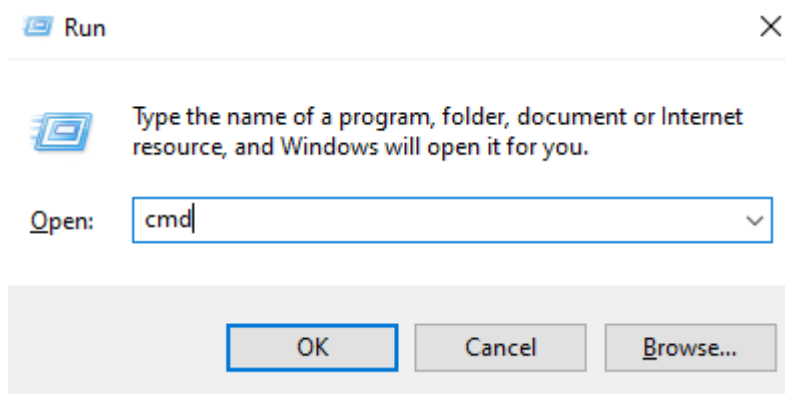 Run
Type the name of a program, folder, document or Internet
resource, and Windows will open it for you.
Open: cmd
OK Cancel Browse...